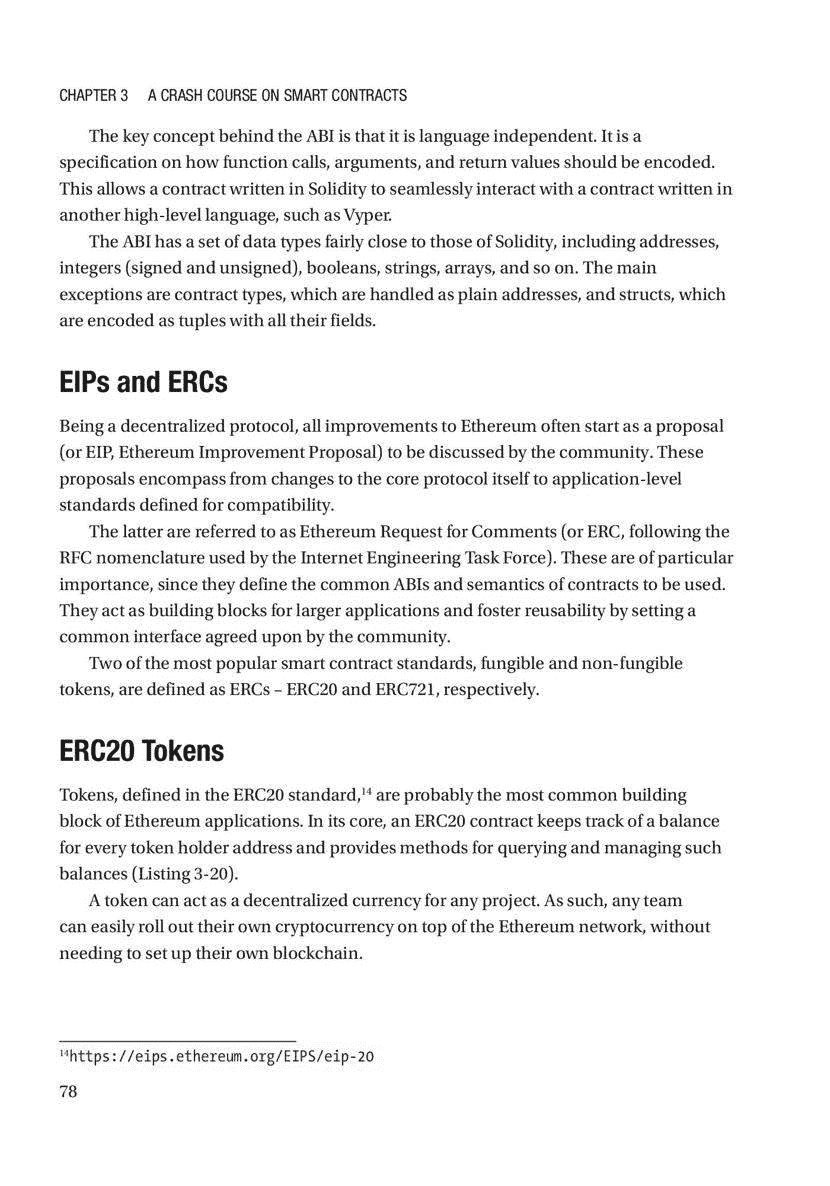 CHAPTER 3 A CRASH COURSE ON SMART CONTRACTS
The key concept behind the ABI is that it is language independent. It is a
specification on how function calls, arguments, and return values should be encoded.
This allows a contract written in Solidity to seamlessly interact with a contract written in
another high-level language, such as Vyper.
The ABI has a set of data types fairly close to those of Solidity, including addresses,
integers (signed and unsigned), booleans, strings, arrays, and so on. The main
exceptions are contract types, which are handled as plain addresses, and structs, which
are encoded as tuples with all their fields.
EIPs and ERCs
Being a decentralized protocol, all improvements to Ethereum often start as a proposal
(or EIP, Ethereum Improvement Proposal) to be discussed by the community. These
proposals encompass from changes to the core protocol itself to application-level
standards defined for compatibility.
The latter are referred to as Ethereum Request for Comments (or ERC, following the
RFC nomenclature used by the Internet Engineering Task Force). These are of particular
importance, since they define the common ABIs and semantics of contracts to be used.
They act as building blocks for larger applications and foster reusability by setting a
common interface agreed upon by the community.
Two of the most popular smart contract standards, fungible and non-fungible
tokens, are defined as ERCs – ERC20 and ERC721, respectively.
ERC20 Tokens
Tokens, defined in the ERC20 standard,¹⁴ are probably the most common building
block of Ethereum applications. In its core, an ERC20 contract keeps track of a balance
for every token holder address and provides methods for querying and managing such
balances (Listing 3-20).
A token can act as a decentralized currency for any project. As such, any team
can easily roll out their own cryptocurrency on top of the Ethereum network, without
needing to set up their own blockchain.
¹⁴https://eips.ethereum.org/EIPS/eip-20
78